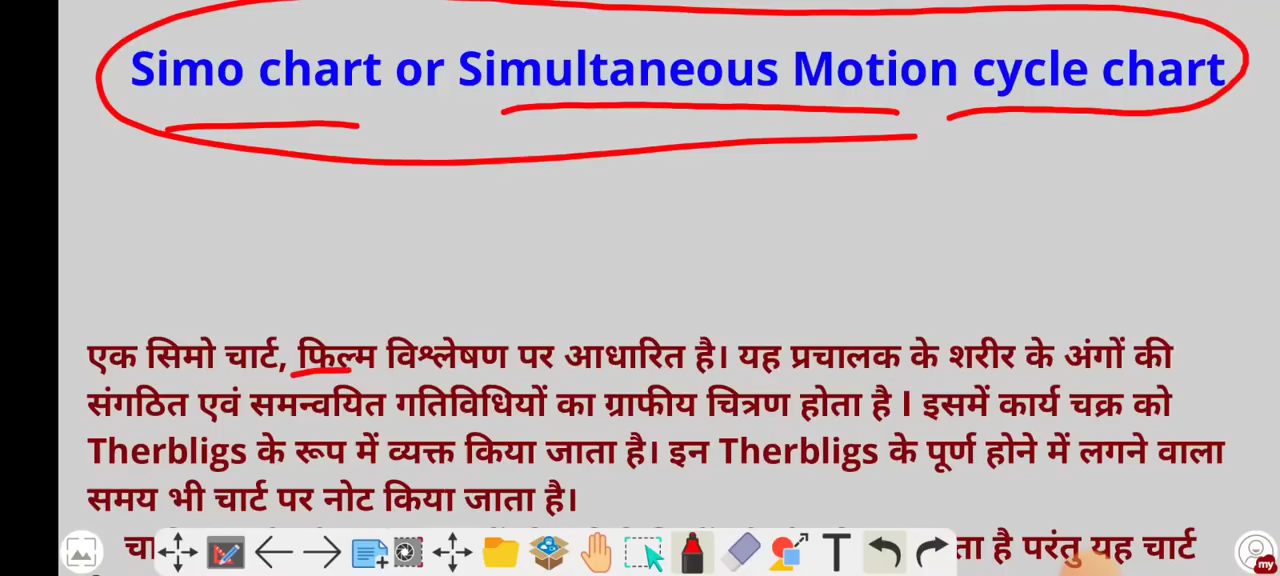 Simo chart or Simultaneous Motion cycle chart
एक सिमो चार्ट, फिल्म विश्लेषण पर आधारित है। यह प्रचालक के शरीर के अंगों की
संगठित एवं समन्वयित गतिविधियों का ग्राफीय चित्रण होता है I इसमें कार्य चक्र को
Therbligs के रूप में व्यक्त किया जाता है। इन Therbligs के पूर्ण होने में लगने वाला
समय भी चार्ट पर नोट किया जाता है।
है परंतु यह चार्ट
T
my